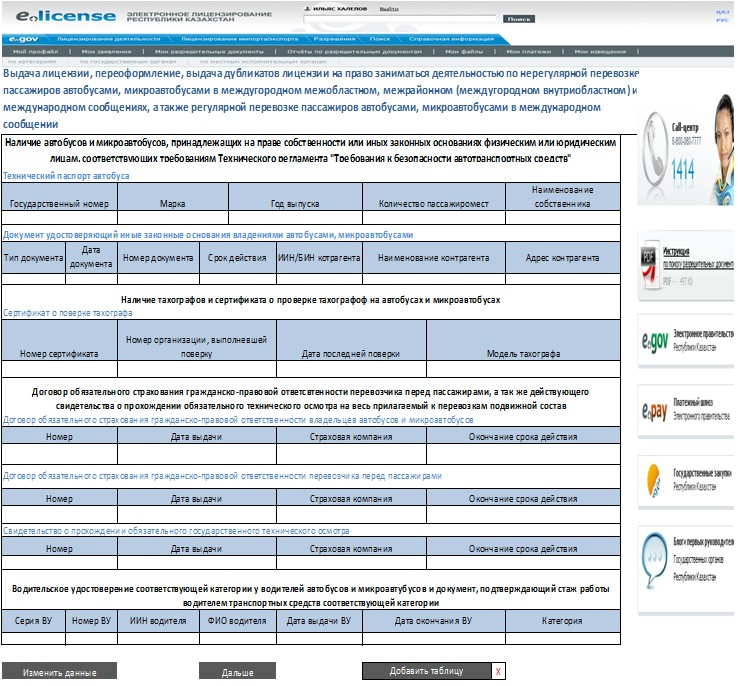 e.license ЭЛЕКТРОННОЕ ЛИЦЕНЗИРОВАНИЕ
РЕСПУБЛИКИ КАЗАХСТАН
ИЛЬЯС ХАЛЕЛОВ Выйти
Поиск
ҚАЗ
РУС
e.gov Лицензирование деятельности Лицензирование импорта/экспорта Разрешения Поиск Справочная информация
Мой профайл Мои заявления Мои разрешительные документы Отчёты по разрешительным документам Мои файлы Мои платежи Мои извещения
по категориям по государственным органам по местным исполнительным органам
Выдача лицензии, переоформление, выдача дубликатов лицензии на право заниматься деятельностью по нерегулярной перевозке
пассажиров автобусами, микроавтобусами в междугородном межобластном, межрайонном (междугородном внутриобластном) и
международном сообщениях, а также регулярной перевозке пассажиров автобусами, микроавтобусами в международном
сообщении
Наличие автобусов и микроавтобусов, принадлежащих на праве собственности или иных законных основаниях физическим или юридическим
лицам. соответствующих требованиям Технического регламента "Требования к безопасности автотранспортных средств"
Технический паспорт автобуса
Государственный номер Марка Год выпуска Количество пассажиромест Наименование
собственника
Документ удостоверяющий иные законные основания владениями автобусами, микроавтобусами
Тип документа Дата
документа Номер документа Срок действия ИИН/БИН котрагента Наименование контрагента Адрес контрагента
Наличие тахографов и сертификата о проверке тахографоф на автобусах и микроавтобусах
Сертификат о поверке тахографа
Номер сертификата Номер организации, выполневшей
поверку Дата последней поверки Модель тахографа
Договор обязательного страхования гражданско-правовой ответсвтенности перевозчика перед пассажирами, а так же действующего
свидетельства о прохождении обязательного технического осмотра на весь прилагаемый к перевозкам подвижной состав
Договор обязательного страхования гражданско-правовой ответственности владельцев автобусов и микроавтобусов
Номер Дата выдачи Страховая компания Окончание срока действия
Договор обязательного страхования гражданско-правовой ответственности перевозчика перед пассажирами
Номер Дата выдачи Страховая компания Окончание срока действия
Свидетельство о прохождении обязательного государственного технического осмотра
Номер Дата выдачи Страховая компания Окончание срока действия
Водительское удостоверение соответствующей категории у водителей автобусов и микроавтубусов и документ, подтверждающий стаж работы
водителем транспортных средств соответствующей категории
Серия ВУ Номер ВУ ИИН водителя ФИО водителя Дата выдачи ВУ Дата окончания ВУ Категория
Изменить данные Дальше Добавить таблицу X
Call-центр
8-800-080-7777
1414
PDF
Инструкция
по поиску разрешительных документ
PDF — 497 Kb
e.gov Электронное правительств
Республики Казахстан
e.pay Платежный шлюз
Электронного правительства
Государственные закупки
Республики Казахстан
Блоги первых руководителе
Государственных органов
Республики Казахстан